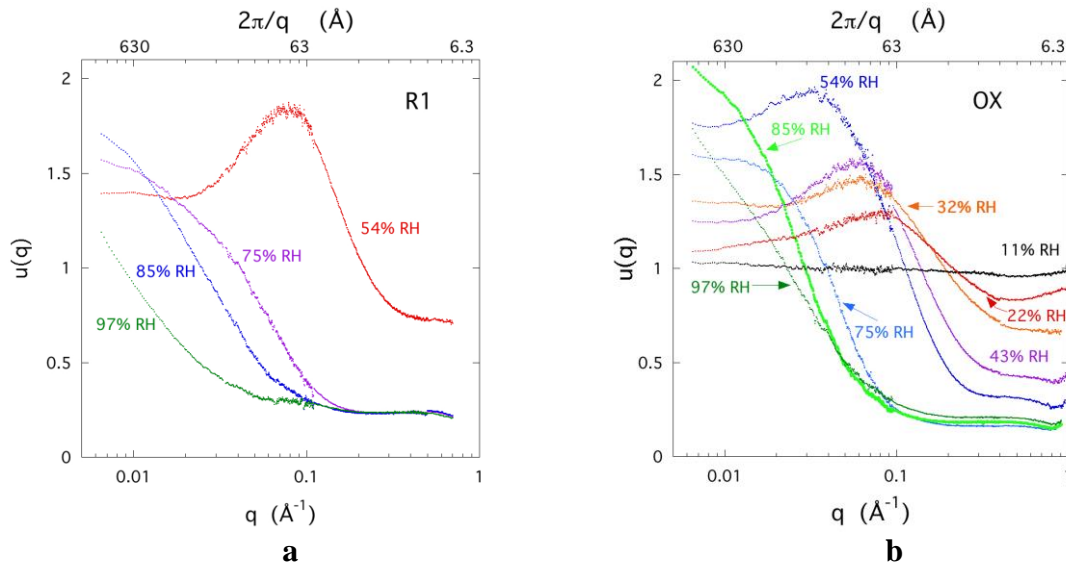 2π/q (Å)
630 63 6.3
2
1.5
1
0.5
0
u(q)
R1
54% RH
75% RH
85% RH
97% RH
0.01 0.1 1
q (Å⁻¹)
a
2π/q (Å)
630 63 6.3
2
1.5
1
0.5
0
u(q)
54% RH
OX
85% RH
32% RH
11% RH
97% RH
22% RH
75% RH
43% RH
0.01 0.1 1
q (Å⁻¹)
b